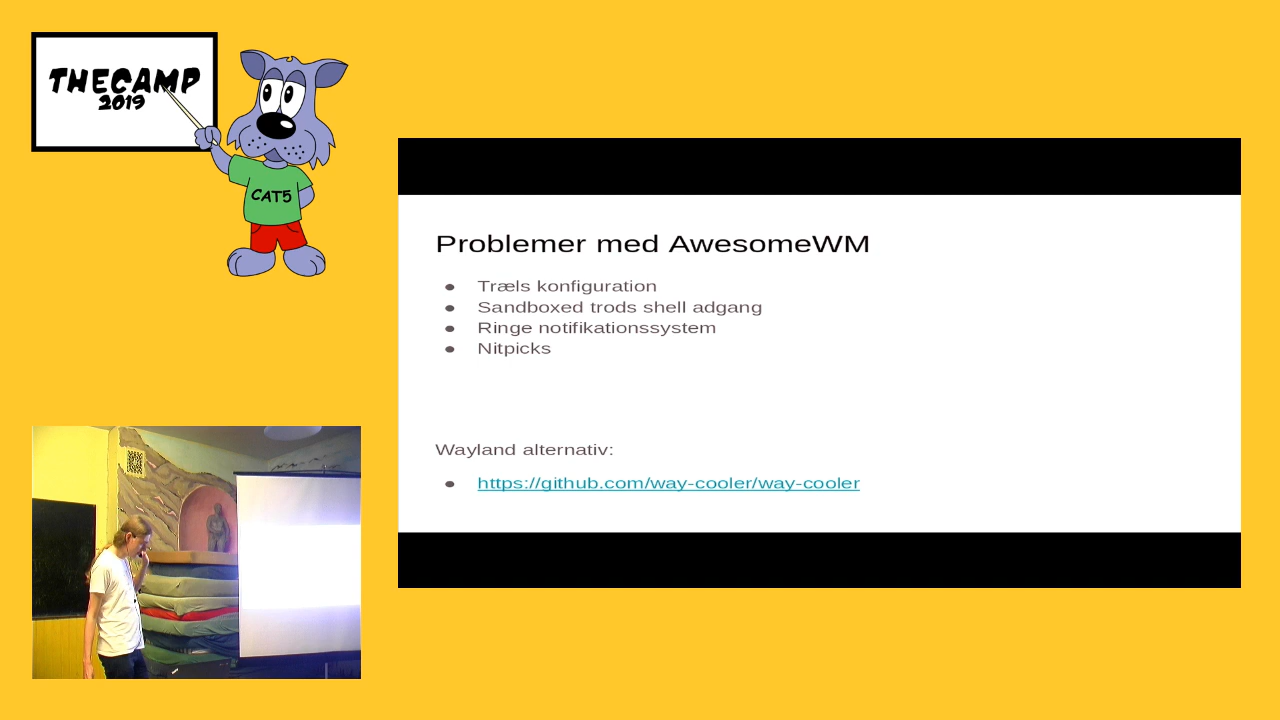 THECAMP
2019
CAT5
Problemer med AwesomeWM
● Træls konfiguration
● Sandboxed trods shell adgang
● Ringe notifikationssystem
● Nitpicks
Wayland alternativ:
● https://github.com/way-cooler/way-cooler